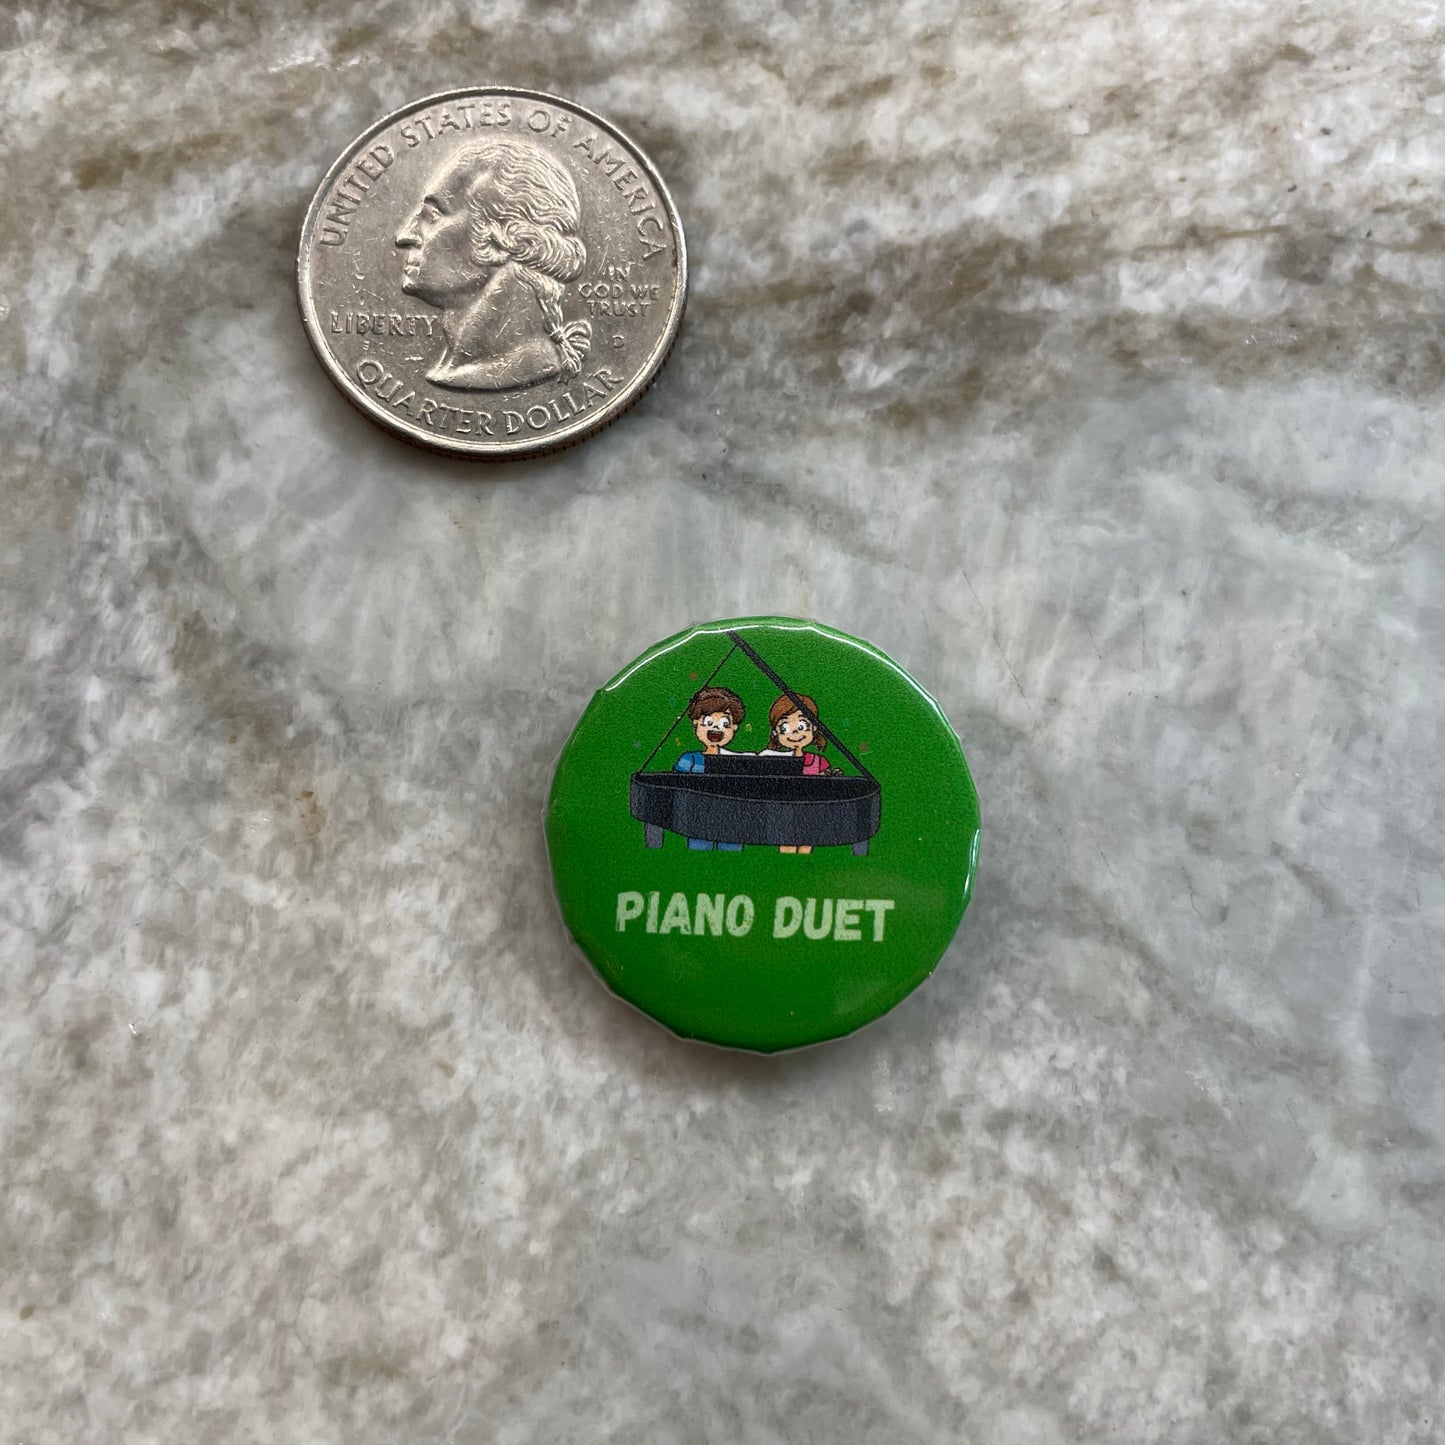 UNITED STATES OF AMERICA
LIBERTY
IN
GOD WE
TRUST
D
QUARTER DOLLAR
PIANO DUET